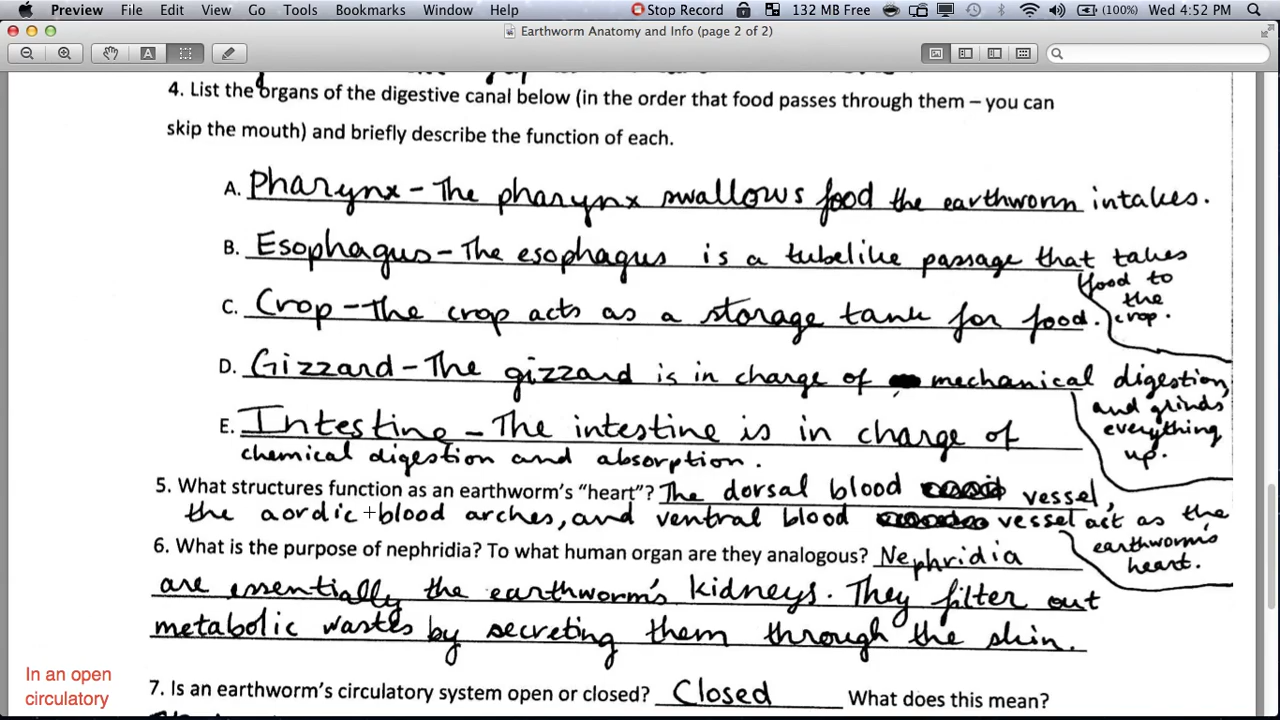 Preview File Edit View Go Tools Bookmarks Window Help Stop Record 132 MB Free (100%) Wed 4:52 PM
Earthworm Anatomy and Info (page 2 of 2)
4. List the organs of the digestive canal below (in the order that food passes through them – you can
skip the mouth) and briefly describe the function of each.
A. Pharynx - The pharynx swallows food the earthworm intakes.
B. Esophagus - The esophagus is a tubelike passage that takes
food to
the
crop.
C. Crop - The crop acts as a storage tank for food.
D. Gizzard - The gizzard is in charge of mechanical digestion,
and grinds
everything
up.
E. Intestine - The intestine is in charge of
chemical digestion and absorption.
5. What structures function as an earthworm's "heart"? The dorsal blood vessel,
the aordic blood arches, and ventral blood vessel act as the
earthworm's
heart.
6. What is the purpose of nephridia? To what human organ are they analogous? Nephridia
are essentially the earthworm's kidneys. They filter out
metabolic wastes by secreting them through the skin.
In an open
circulatory
7. Is an earthworm's circulatory system open or closed? Closed What does this mean?